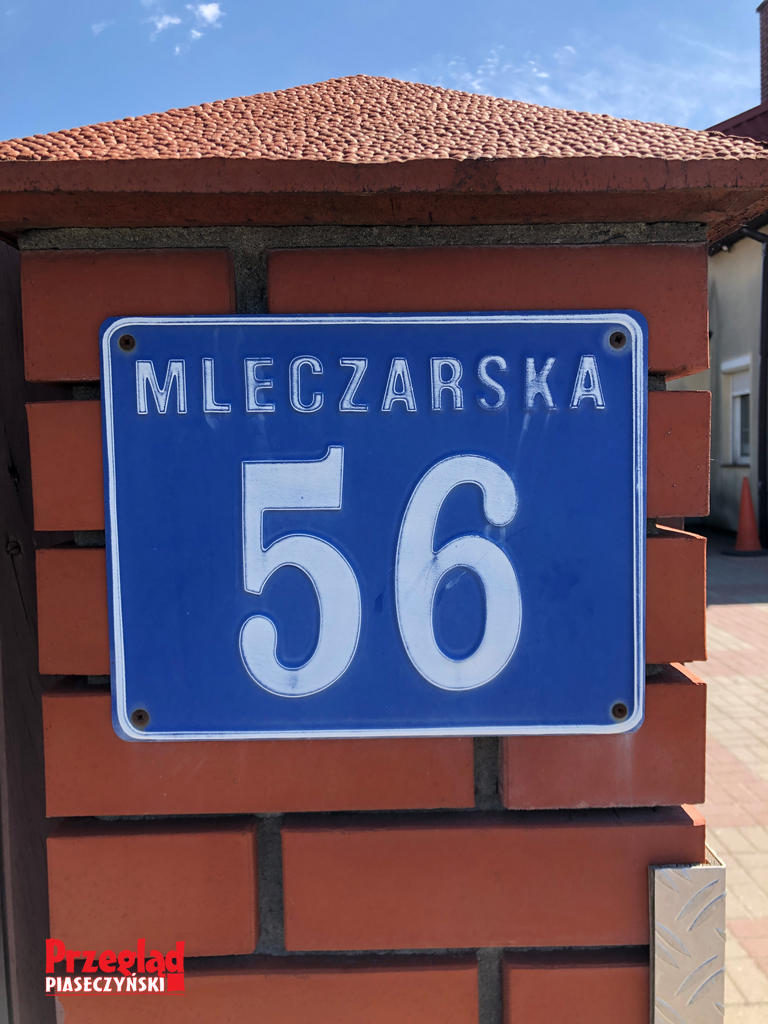 MLECZARSKA
56
Przegląd
PIASECZYŃSKI